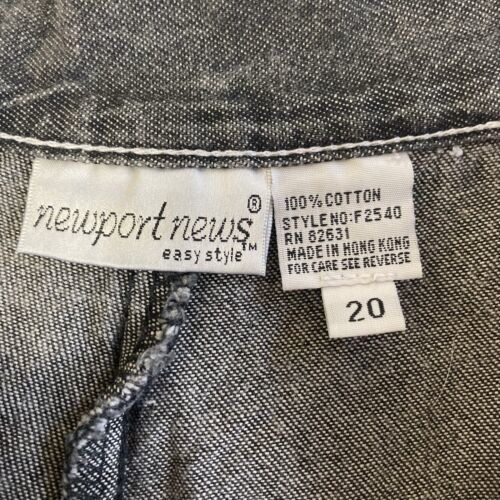 newport news®
easy style™
100% COTTON
STYLE NO: F2540
RN 82631
MADE IN HONG KONG
FOR CARE SEE REVERSE
20